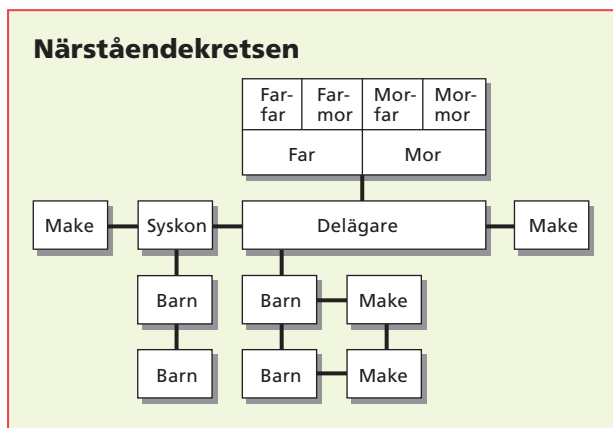 Närståendekretsen
Far- Far- Mor- Mor-
far mor far mor
Far Mor
Make Syskon Delägare Make
Barn Barn Make
Barn Barn Make